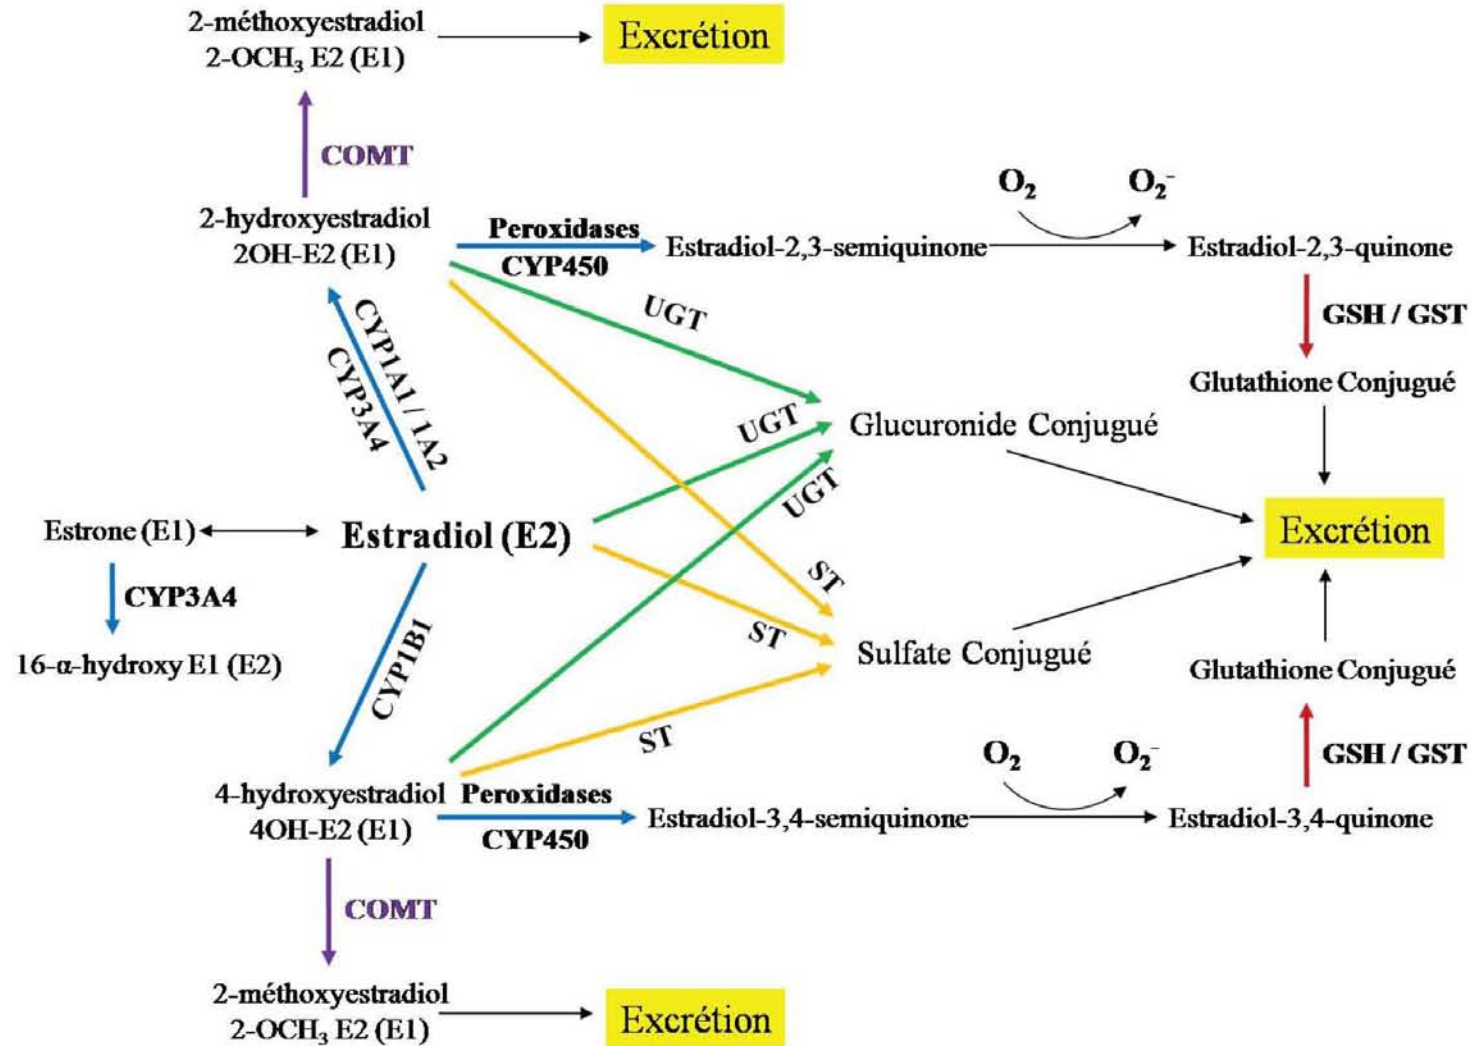 2-méthoxyestradiol
2-OCH₃ E2 (E1)
Excrétion
COMT
2-hydroxyestradiol
2OH-E2 (E1)
Peroxidases
CYP450
Estradiol-2,3-semiquinone
O₂
O₂⁻
Estradiol-2,3-quinone
GSH / GST
Glutathione Conjugué
UGT
CYP1A1 / 1A2
CYP3A4
UGT
Glucuronide Conjugué
UGT
Estrone (E1)
Estradiol (E2)
Excrétion
CYP3A4
ST
ST
16-α-hydroxy E1 (E2)
CYP1B1
Sulfate Conjugué
Glutathione Conjugué
ST
O₂
O₂⁻
GSH / GST
4-hydroxyestradiol
4OH-E2 (E1)
Peroxidases
CYP450
Estradiol-3,4-semiquinone
Estradiol-3,4-quinone
COMT
2-méthoxyestradiol
2-OCH₃ E2 (E1)
Excrétion